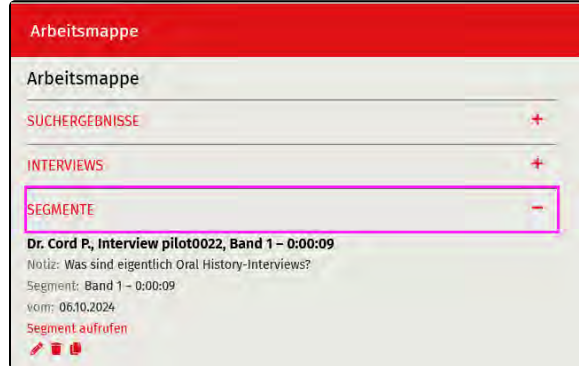 Arbeitsmappe
Arbeitsmappe
SUCHERGEBNISSE
INTERVIEWS
SEGMENTE
Dr. Cord P., Interview pilot0022, Band 1 – 0:00:09
Notiz: Was sind eigentlich Oral History-Interviews?
Segment: Band 1 – 0:00:09
vom: 06.10.2024
Segment aufrufen